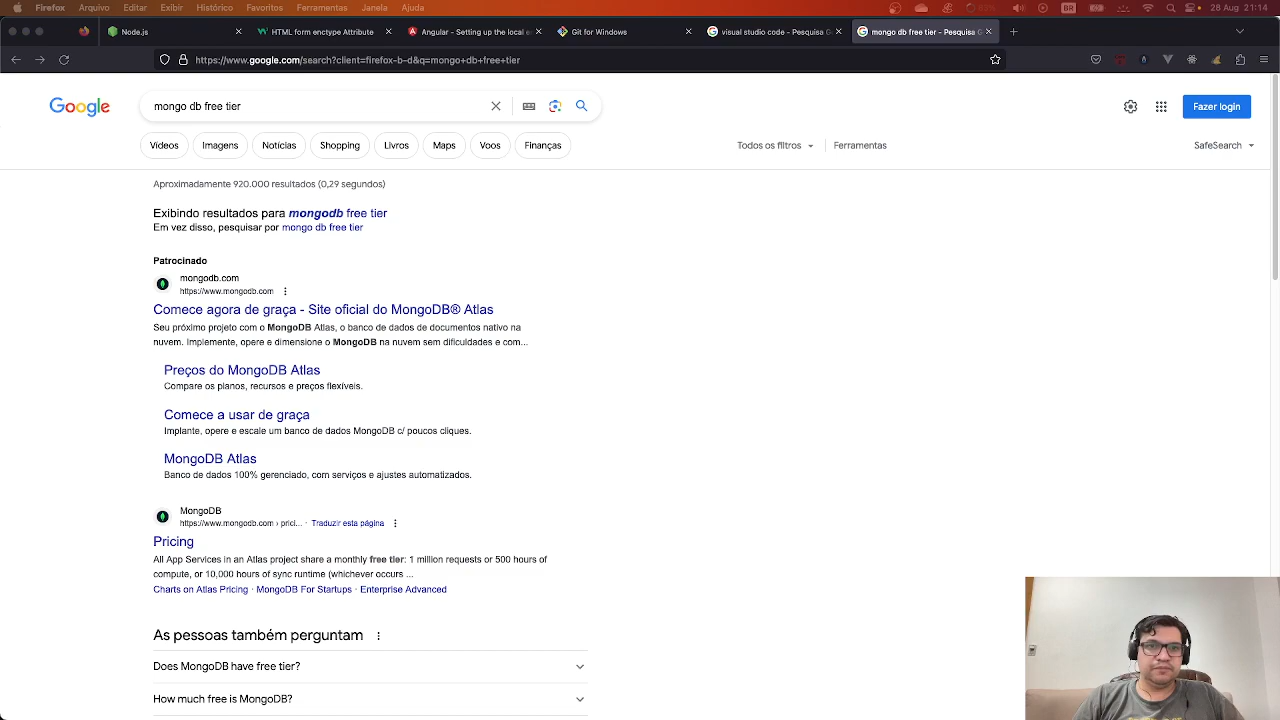 Firefox Arquivo Editar Exibir Histórico Favoritos Ferramentas Janela Ajuda
BR
28 Aug 21:14
Node.js
HTML form enctype Attribute
Angular - Setting up the local e
Git for Windows
visual studio code - Pesquisa G
mongo db free tier - Pesquisa G
https://www.google.com/search?client=firefox-b-d&q=mongo+db+free+tier
Google
mongo db free tier
Fazer login
Vídeos
Imagens
Notícias
Shopping
Livros
Maps
Voos
Finanças
Todos os filtros
Ferramentas
SafeSearch
Aproximadamente 920.000 resultados (0,29 segundos)
Exibindo resultados para mongodb free tier
Em vez disso, pesquisar por mongo db free tier
Patrocinado
mongodb.com
https://www.mongodb.com
Comece agora de graça - Site oficial do MongoDB® Atlas
Seu próximo projeto com o MongoDB Atlas, o banco de dados de documentos nativo na
nuvem. Implemente, opere e dimensione o MongoDB na nuvem sem dificuldades e com...
Preços do MongoDB Atlas
Compare os planos, recursos e preços flexíveis.
Comece a usar de graça
Implante, opere e escale um banco de dados MongoDB c/ poucos cliques.
MongoDB Atlas
Banco de dados 100% gerenciado, com serviços e ajustes automatizados.
MongoDB
https://www.mongodb.com › prici... · Traduzir esta página
Pricing
All App Services in an Atlas project share a monthly free tier: 1 million requests or 500 hours of
compute, or 10,000 hours of sync runtime (whichever occurs ...
Charts on Atlas Pricing · MongoDB For Startups · Enterprise Advanced
As pessoas também perguntam
Does MongoDB have free tier?
How much free is MongoDB?